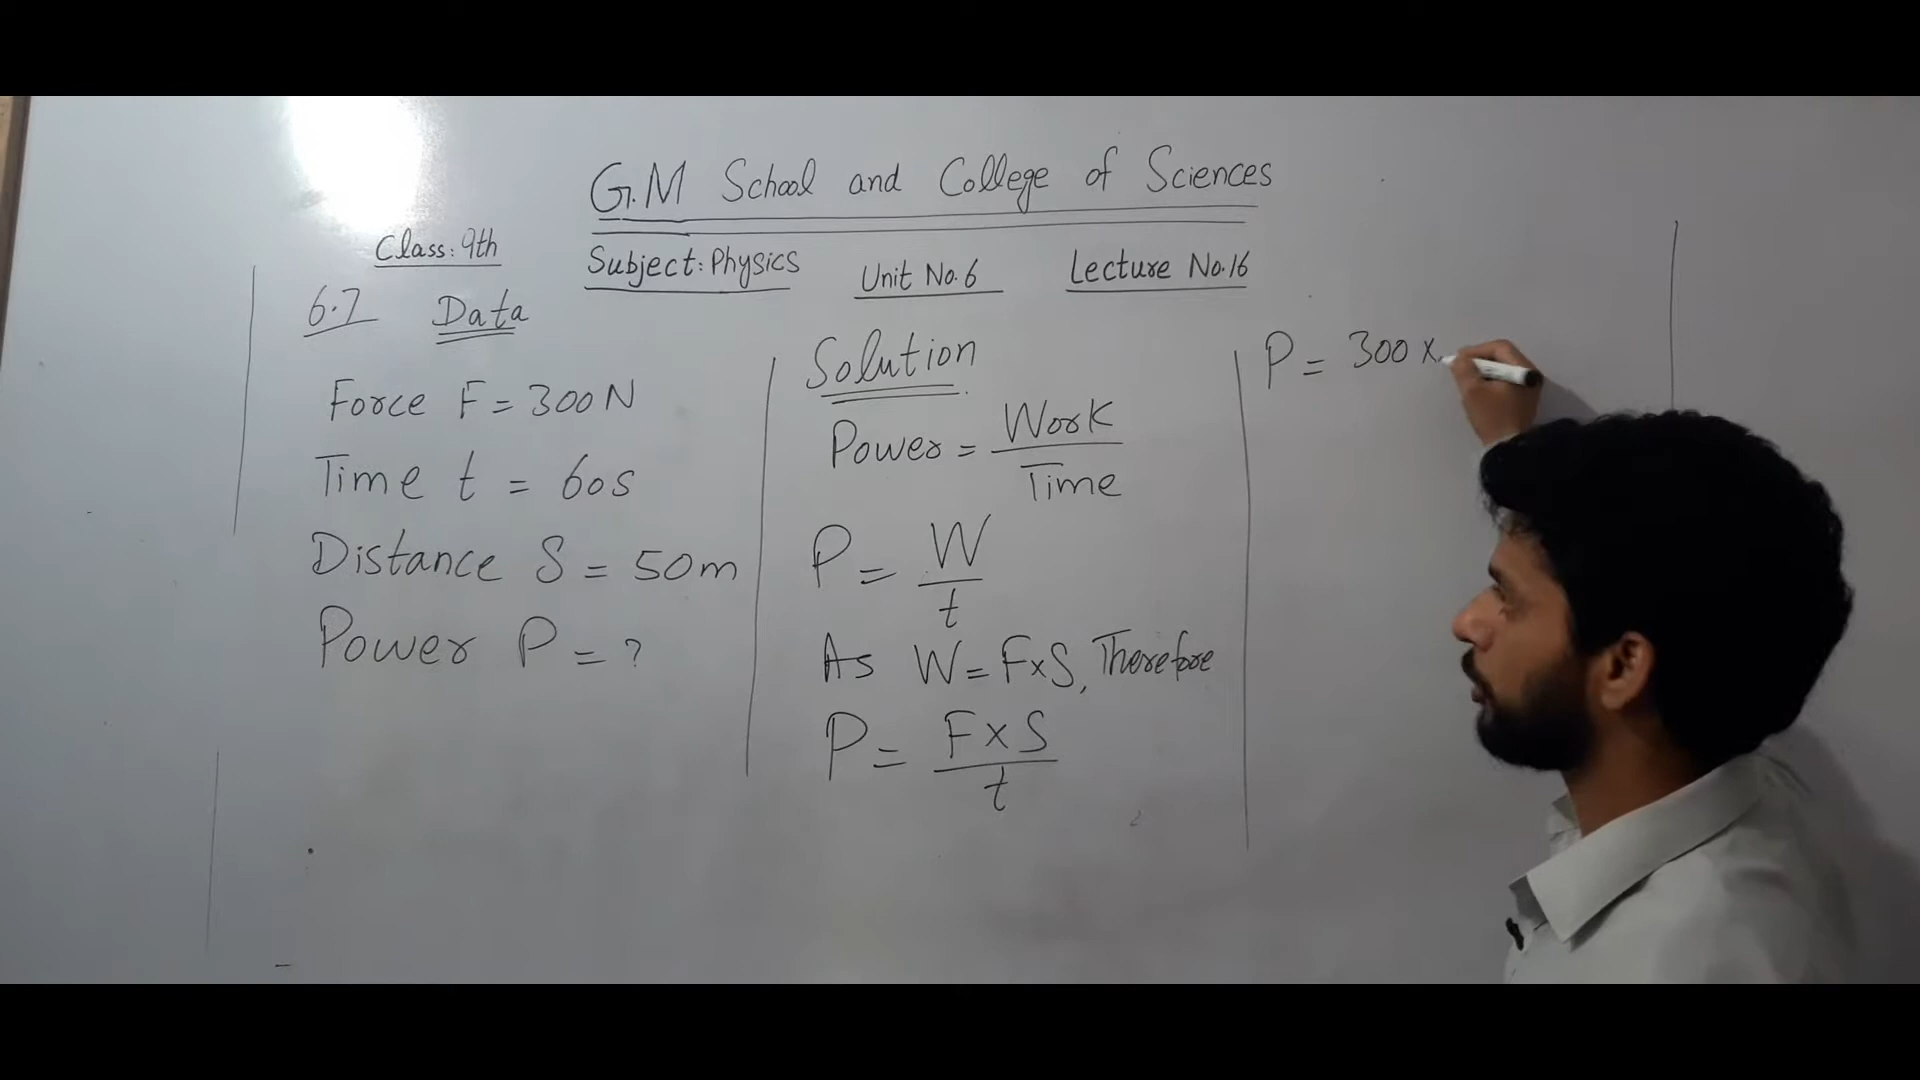 G.M School and College of Sciences
Class: 9th
Subject: Physics
Unit No. 6
Lecture No. 16
6.7 Data
Force F = 300N
Time t = 60s
Distance S = 50m
Power P = ?
Solution
Power = Work
Time
P = W
t
As W = F×S, Therefore
P = F × S
t
P = 300 ×